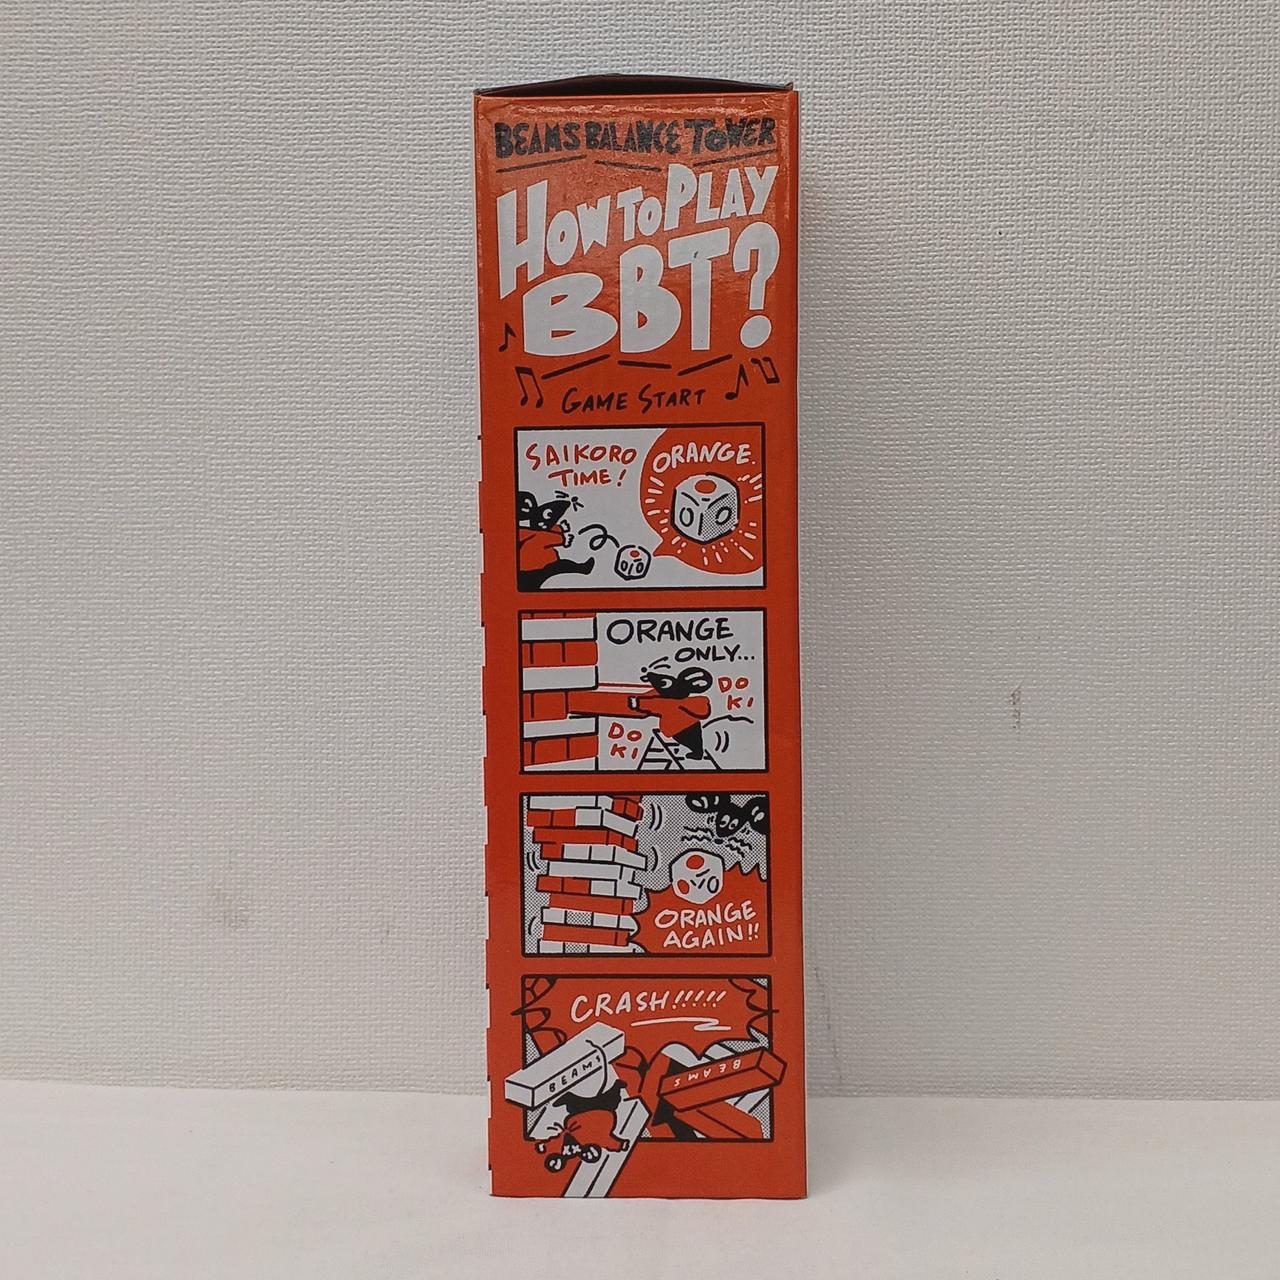 BEAMS BALANCE TOWER
HOW TO PLAY
BBT?
GAME START
SAIKORO
TIME!
ORANGE.
ORANGE
ONLY...
DO
KI
DO
KI
ORANGE
AGAIN!!
CRASH!!!!!
BEAMS
BEAMS